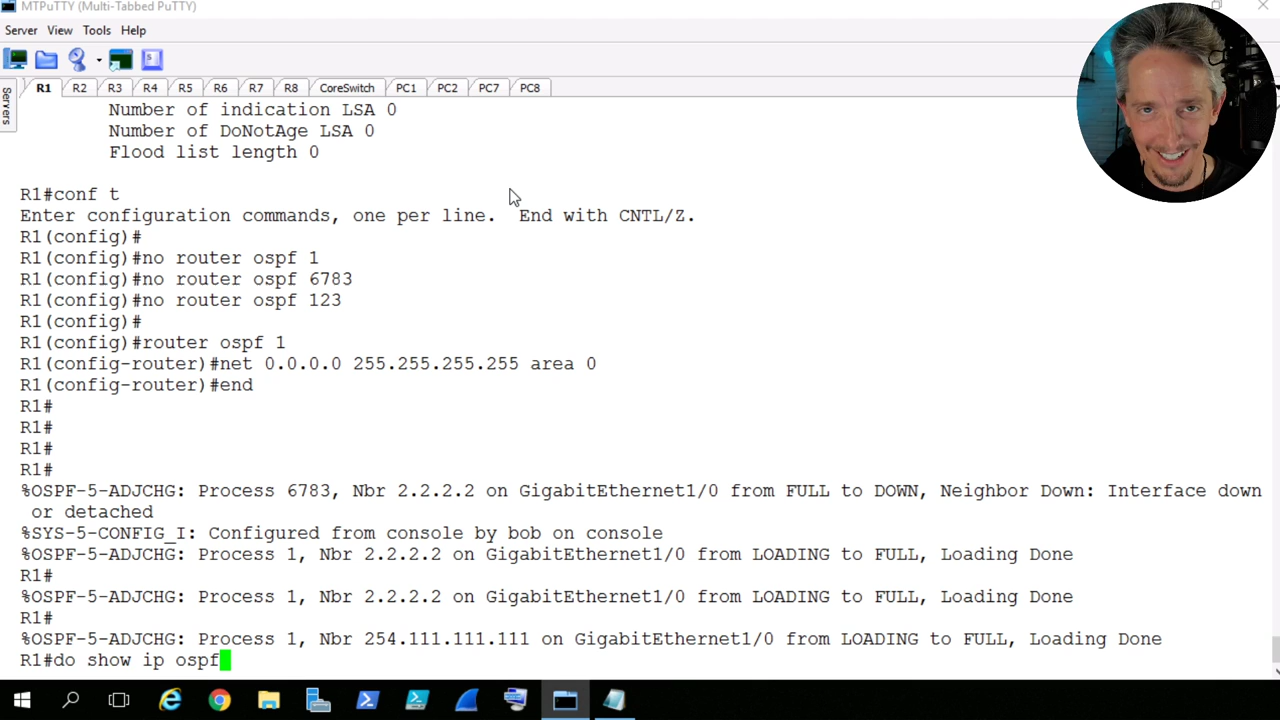 MTPuTTY (Multi-Tabbed PuTTY)
Server View Tools Help
R1 R2 R3 R4 R5 R6 R7 R8 CoreSwitch PC1 PC2 PC7 PC8
Servers
Number of indication LSA 0
Number of DoNotAge LSA 0
Flood list length 0
R1#conf t
Enter configuration commands, one per line. End with CNTL/Z.
R1(config)#
R1(config)#no router ospf 1
R1(config)#no router ospf 6783
R1(config)#no router ospf 123
R1(config)#
R1(config)#router ospf 1
R1(config-router)#net 0.0.0.0 255.255.255.255 area 0
R1(config-router)#end
R1#
R1#
R1#
R1#
%OSPF-5-ADJCHG: Process 6783, Nbr 2.2.2.2 on GigabitEthernet1/0 from FULL to DOWN, Neighbor Down: Interface down
or detached
%SYS-5-CONFIG_I: Configured from console by bob on console
%OSPF-5-ADJCHG: Process 1, Nbr 2.2.2.2 on GigabitEthernet1/0 from LOADING to FULL, Loading Done
R1#
%OSPF-5-ADJCHG: Process 1, Nbr 2.2.2.2 on GigabitEthernet1/0 from LOADING to FULL, Loading Done
R1#
%OSPF-5-ADJCHG: Process 1, Nbr 254.111.111.111 on GigabitEthernet1/0 from LOADING to FULL, Loading Done
R1#do show ip ospf